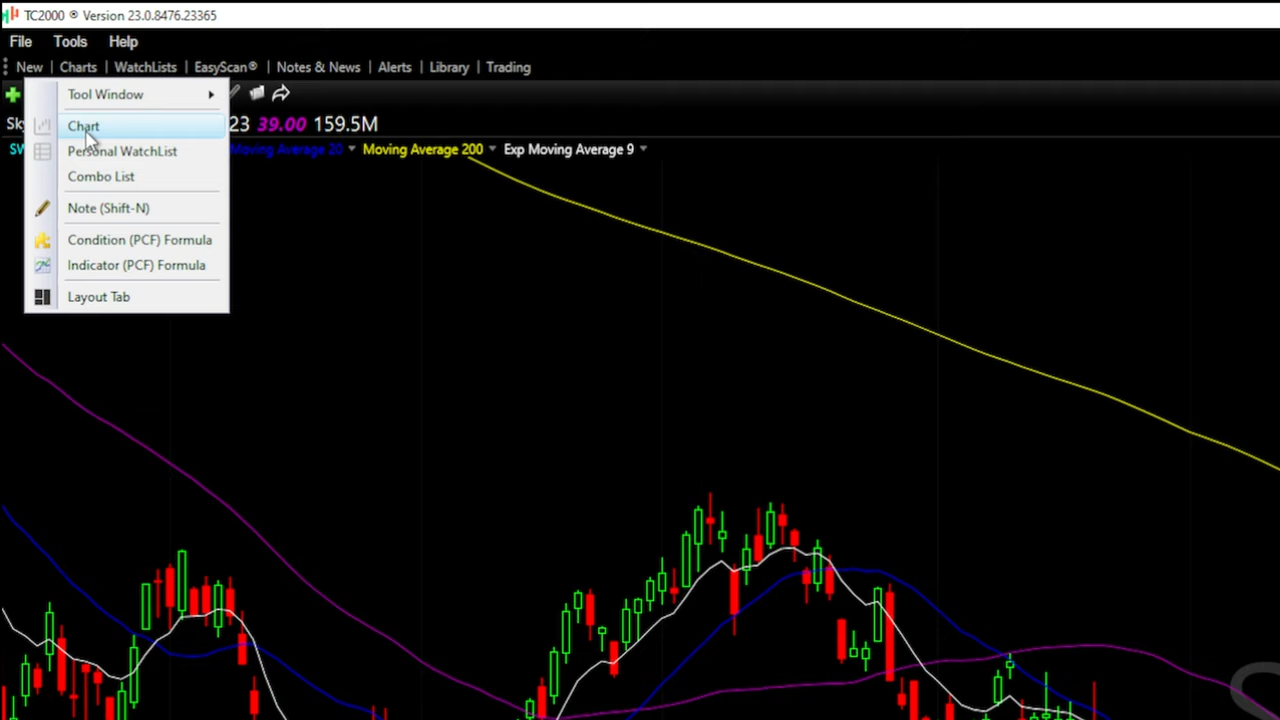 TC2000 ® Version 23.0.8476.23365
File Tools Help
New Charts WatchLists EasyScan® Notes & News Alerts Library Trading
Tool Window
Chart
Personal WatchList
Combo List
Note (Shift-N)
Condition (PCF) Formula
Indicator (PCF) Formula
Layout Tab
23 39.00 159.5M
Moving Average 20 Moving Average 200 Exp Moving Average 9